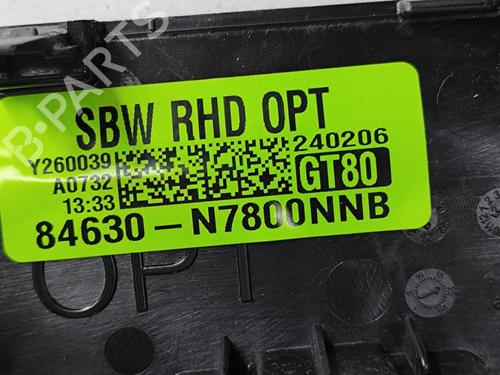 SBW RHD OPT
Y260039
240206
A0732
GT80
13:33
84630-N7800NNB
OPT
B-PARTS